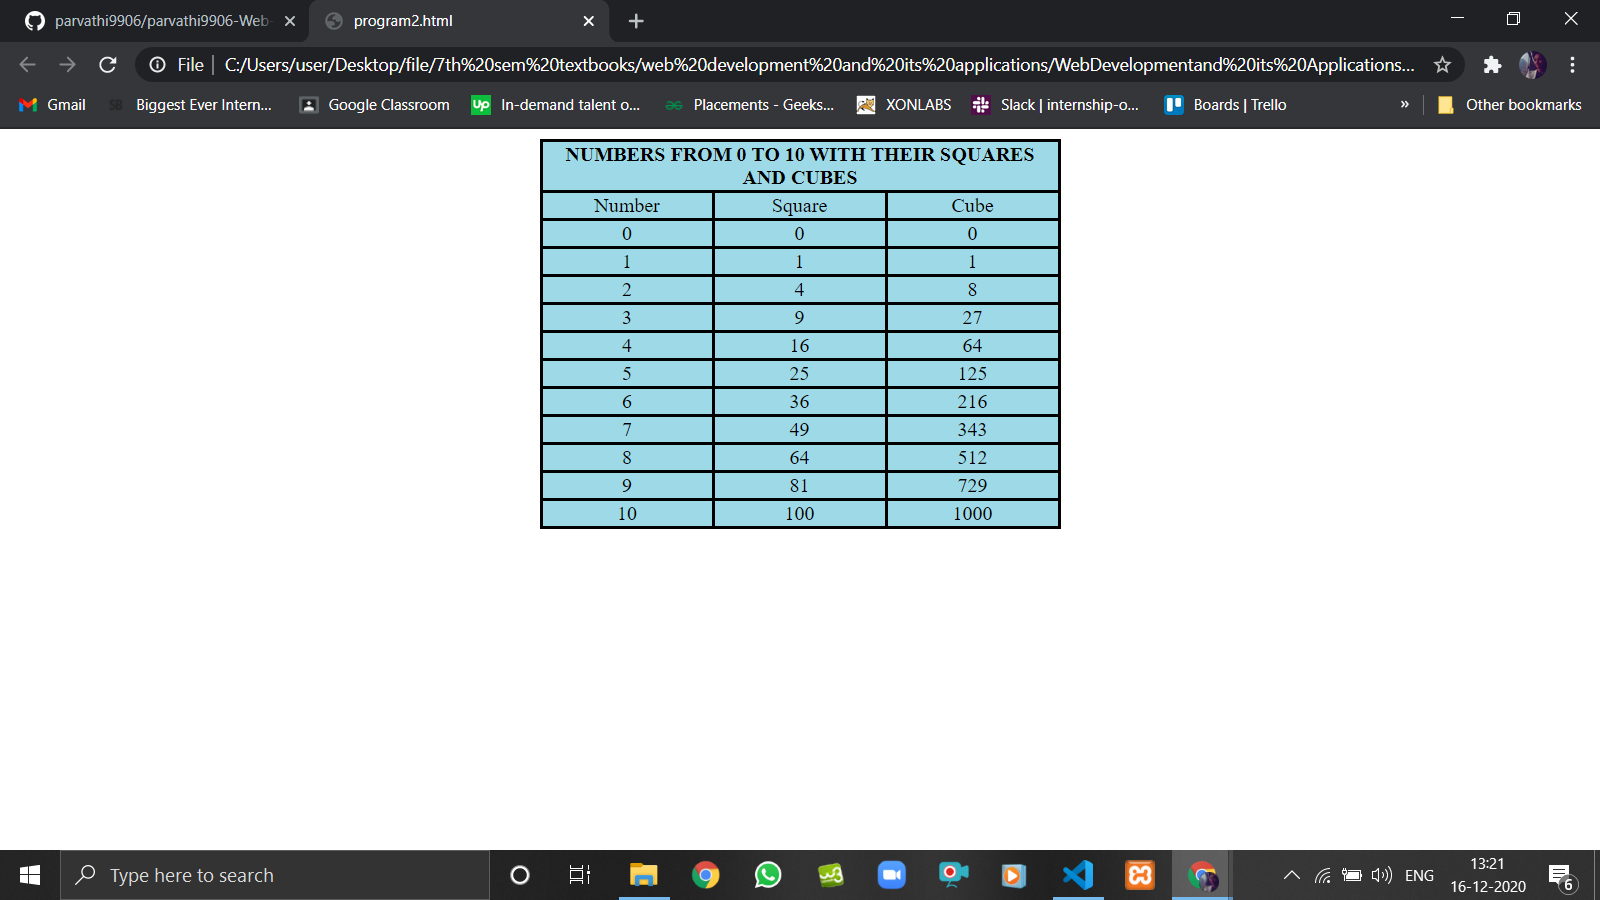 parvathi9906/parvathi9906-Web-
program2.html
File
C:/Users/user/Desktop/file/7th%20sem%20textbooks/web%20development%20and%20its%20applications/WebDevelopmentand%20its%20Applications...
Gmail
SB Biggest Ever Intern...
Google Classroom
Up In-demand talent o...
Placements - Geeks...
XONLABS
Slack | internship-o...
Boards | Trello
»
Other bookmarks
NUMBERS FROM 0 TO 10 WITH THEIR SQUARES
AND CUBES
Number Square Cube
0 0 0
1 1 1
2 4 8
3 9 27
4 16 64
5 25 125
6 36 216
7 49 343
8 64 512
9 81 729
10 100 1000
Type here to search
w3
ENG
13:21
16-12-2020
6